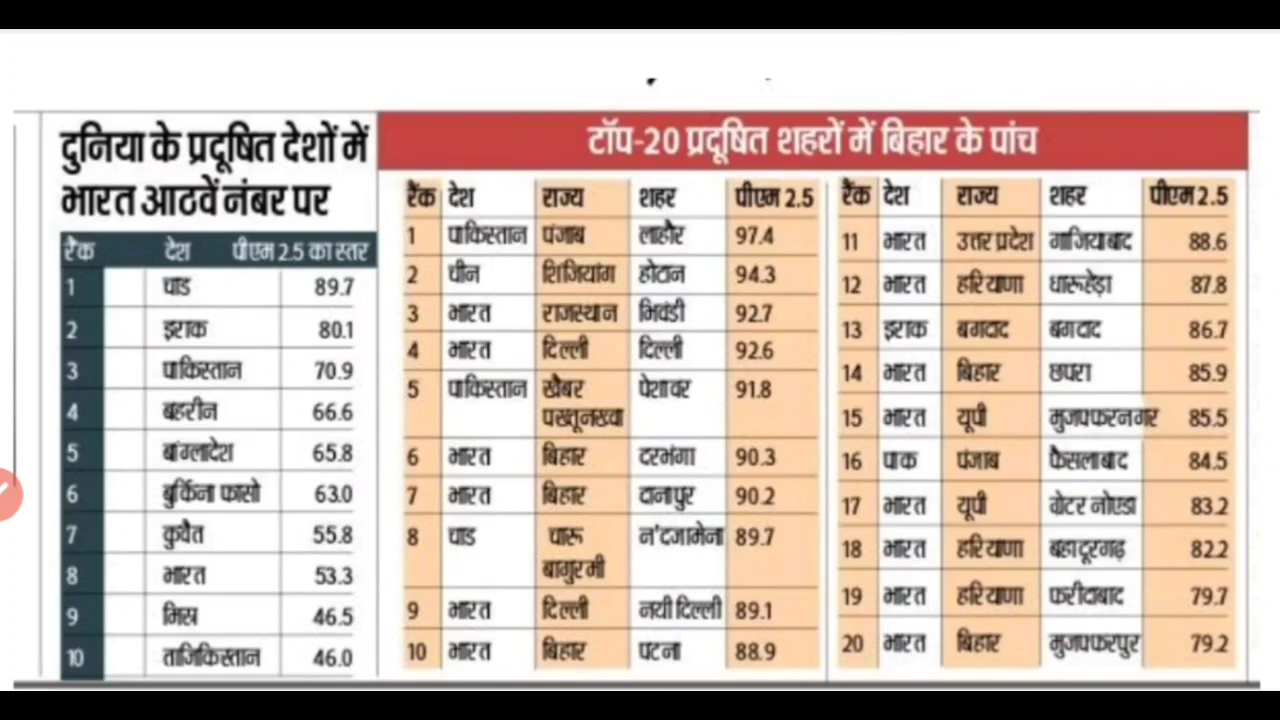 दुनिया के प्रदूषित देशों में
भारत आठवें नंबर पर
रैंक देश पीएम 2.5 का स्तर
1 चाड 89.7
2 इराक 80.1
3 पाकिस्तान 70.9
4 बहरीन 66.6
5 बांग्लादेश 65.8
6 बुर्किना फासो 63.0
7 कुवैत 55.8
8 भारत 53.3
9 मिस्र 46.5
10 ताजिकिस्तान 46.0
टॉप-20 प्रदूषित शहरों में बिहार के पांच
रैंक देश राज्य शहर पीएम 2.5
1 पाकिस्तान पंजाब लाहौर 97.4
2 चीन शिजियांग होटान 94.3
3 भारत राजस्थान भिवंडी 92.7
4 भारत दिल्ली दिल्ली 92.6
5 पाकिस्तान खैबर पेशावर 91.8
पख्तूनख्वा
6 भारत बिहार दरभंगा 90.3
7 भारत बिहार दानापुर 90.2
8 चाड चारू न'दजामेना 89.7
बागुरमी
9 भारत दिल्ली नयी दिल्ली 89.1
10 भारत बिहार पटना 88.9
रैंक देश राज्य शहर पीएम 2.5
11 भारत उत्तर प्रदेश गाजियाबाद 88.6
12 भारत हरियाणा धारूहेड़ा 87.8
13 इराक बगदाद बगदाद 86.7
14 भारत बिहार छपरा 85.9
15 भारत यूपी मुजफ्फरनगर 85.5
16 पाक पंजाब फैसलाबाद 84.5
17 भारत यूपी ग्रेटर नोएडा 83.2
18 भारत हरियाणा बहादूरगढ़ 82.2
19 भारत हरियाणा फरीदाबाद 79.7
20 भारत बिहार मुजफ्फरपुर 79.2